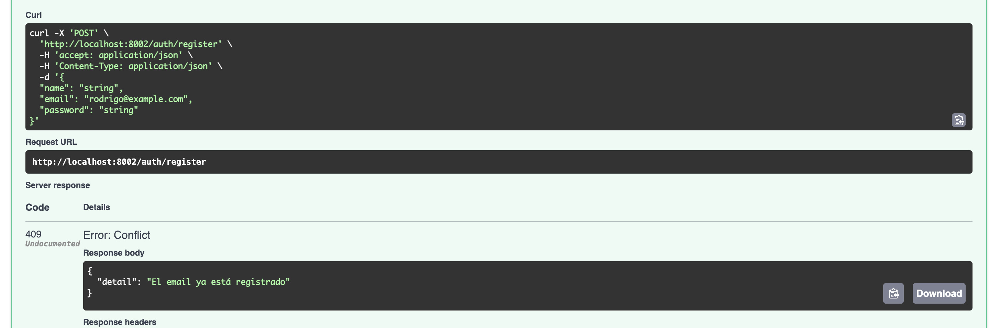 Curl
curl -X 'POST' \
  'http://localhost:8002/auth/register' \
  -H 'accept: application/json' \
  -H 'Content-Type: application/json' \
  -d '{
  "name": "string",
  "email": "rodrigo@example.com",
  "password": "string"
}'
Request URL
http://localhost:8002/auth/register
Server response
Code Details
409 Error: Conflict
Undocumented
Response body
{
  "detail": "El email ya está registrado"
}
Download
Response headers